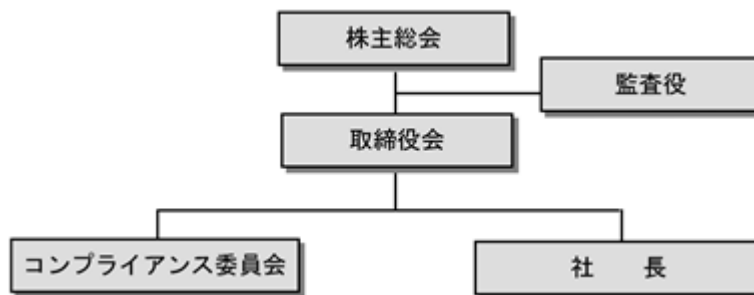 株主総会
監査役
取締役会
コンプライアンス委員会
社　　長